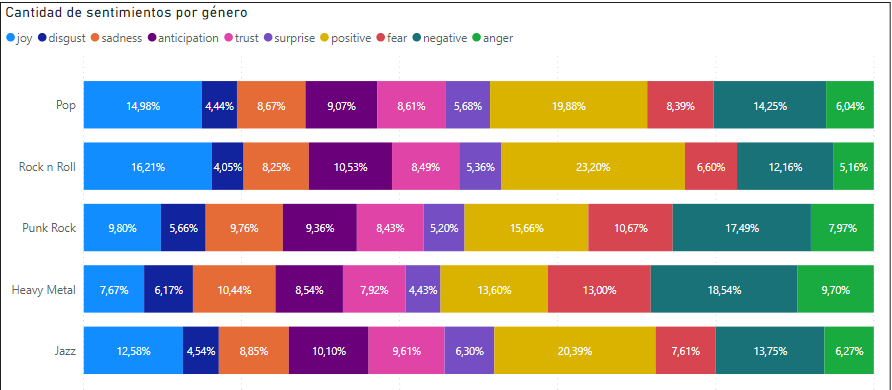 Cantidad de sentimientos por género
joy disgust sadness anticipation trust surprise positive fear negative anger
Pop 14,98% 4,44% 8,67% 9,07% 8,61% 5,68% 19,88% 8,39% 14,25% 6,04%
Rock n Roll 16,21% 4,05% 8,25% 10,53% 8,49% 5,36% 23,20% 6,60% 12,16% 5,16%
Punk Rock 9,80% 5,66% 9,76% 9,36% 8,43% 5,20% 15,66% 10,67% 17,49% 7,97%
Heavy Metal 7,67% 6,17% 10,44% 8,54% 7,92% 4,43% 13,60% 13,00% 18,54% 9,70%
Jazz 12,58% 4,54% 8,85% 10,10% 9,61% 6,30% 20,39% 7,61% 13,75% 6,27%